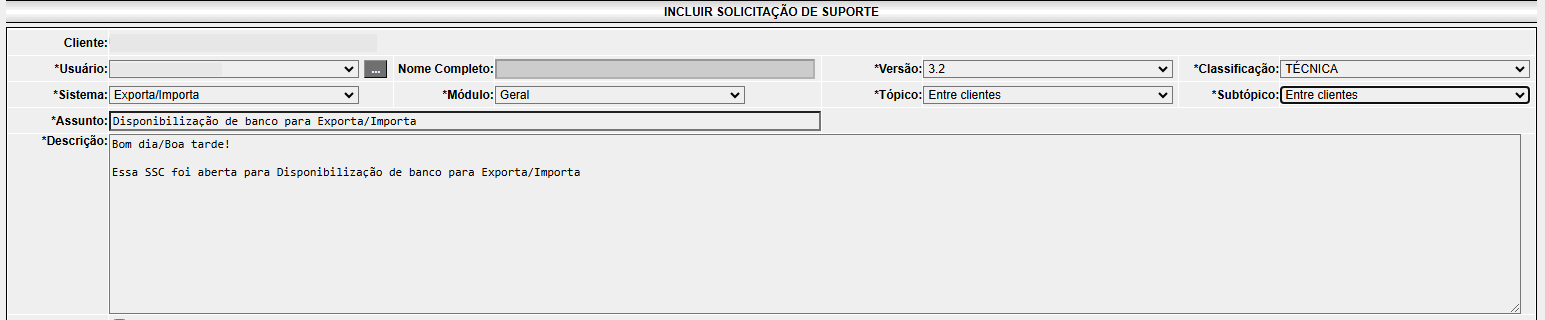 INCLUIR SOLICITAÇÃO DE SUPORTE
Cliente:
*Usuário: ... Nome Completo: *Versão: 3.2 *Classificação: TÉCNICA
*Sistema: Exporta/Importa *Módulo: Geral *Tópico: Entre clientes *Subtópico: Entre clientes
*Assunto: Disponibilização de banco para Exporta/Importa
*Descrição: Bom dia/Boa tarde!
Essa SSC foi aberta para Disponibilização de banco para Exporta/Importa